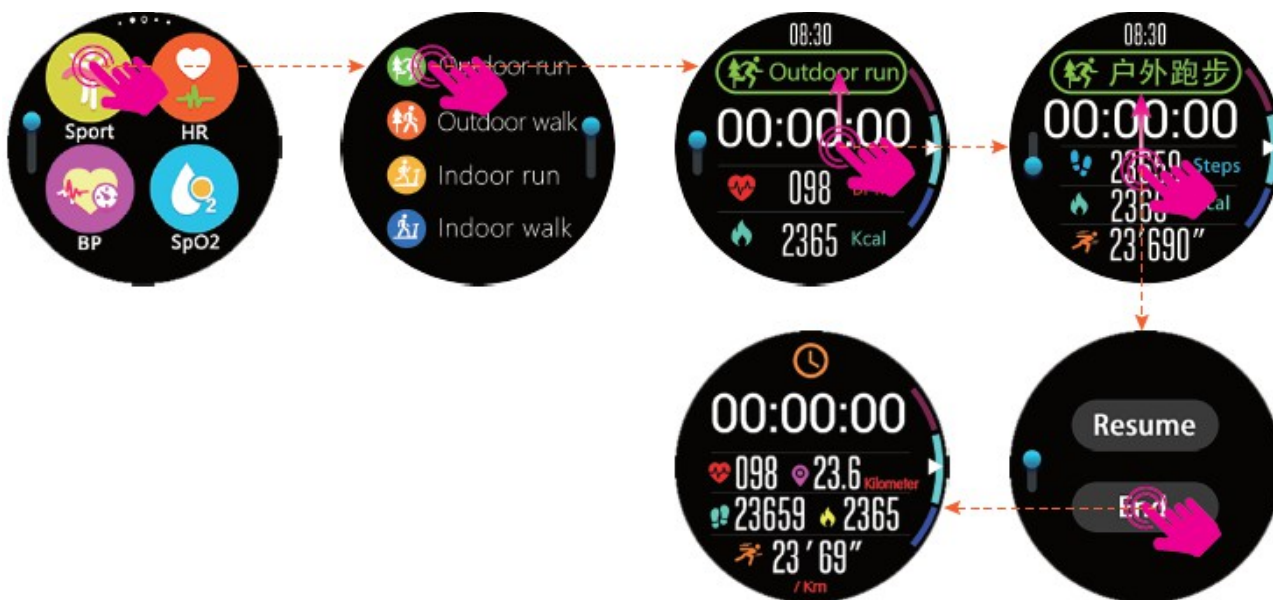 Sport
HR
BP
SpO2
Outdoor run
Outdoor walk
Indoor run
Indoor walk
08:30
Outdoor run
00:00:00
098
2365 Kcal
08:30
户外跑步
00:00:00
Steps
23'690"
00:00:00
098 23.6 Kilometer
23659 2365
23'69"
/ Km
Resume
End